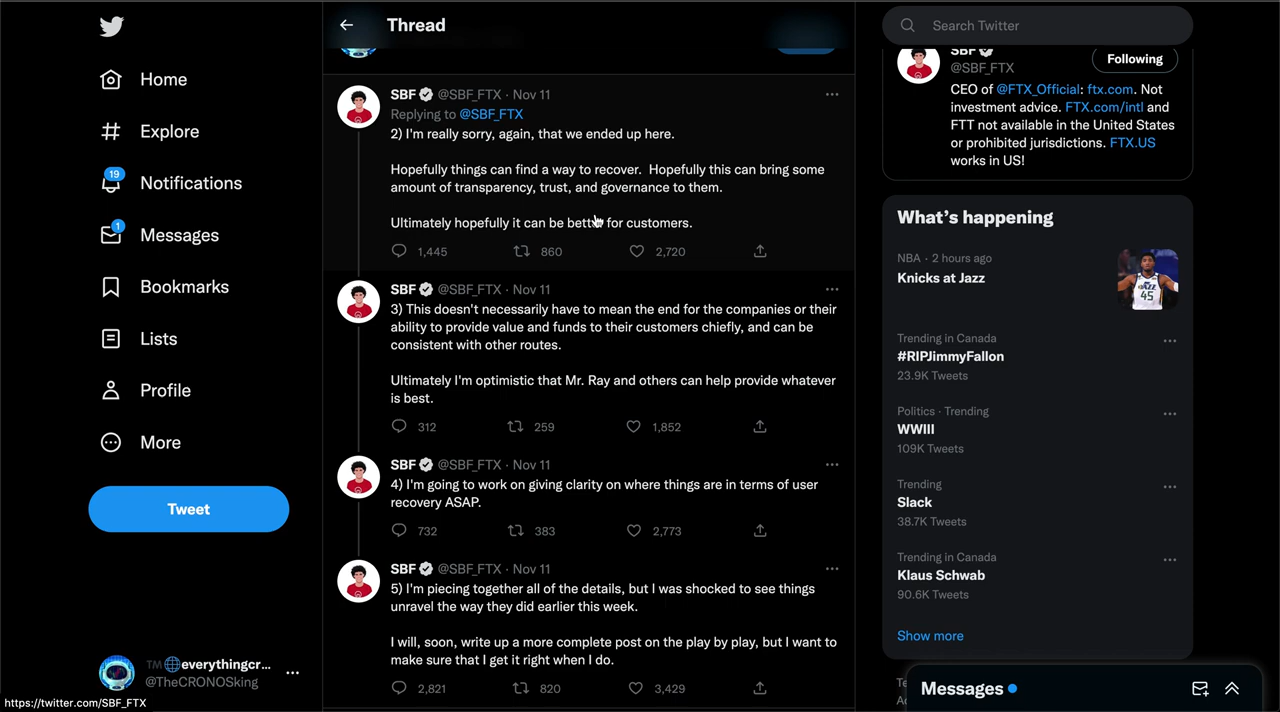 Home
Explore
19
Notifications
1
Messages
Bookmarks
Lists
Profile
More
Tweet
TM🌐everythingcr...
@TheCRONOSking
https://twitter.com/SBF_FTX
Thread
SBF @SBF_FTX · Nov 11
Replying to @SBF_FTX
2) I'm really sorry, again, that we ended up here.
Hopefully things can find a way to recover. Hopefully this can bring some
amount of transparency, trust, and governance to them.
Ultimately hopefully it can be better for customers.
1,445 860 2,720
SBF @SBF_FTX · Nov 11
3) This doesn't necessarily have to mean the end for the companies or their
ability to provide value and funds to their customers chiefly, and can be
consistent with other routes.
Ultimately I'm optimistic that Mr. Ray and others can help provide whatever
is best.
312 259 1,852
SBF @SBF_FTX · Nov 11
4) I'm going to work on giving clarity on where things are in terms of user
recovery ASAP.
732 383 2,773
SBF @SBF_FTX · Nov 11
5) I'm piecing together all of the details, but I was shocked to see things
unravel the way they did earlier this week.
I will, soon, write up a more complete post on the play by play, but I want to
make sure that I get it right when I do.
2,821 820 3,429
Search Twitter
SBF
@SBF_FTX
Following
CEO of @FTX_Official: ftx.com. Not
investment advice. FTX.com/intl and
FTT not available in the United States
or prohibited jurisdictions. FTX.US
works in US!
What's happening
NBA · 2 hours ago
Knicks at Jazz
JAZZ
45
Trending in Canada
#RIPJimmyFallon
23.9K Tweets
Politics · Trending
WWIII
109K Tweets
Trending
Slack
38.7K Tweets
Trending in Canada
Klaus Schwab
90.6K Tweets
Show more
Messages